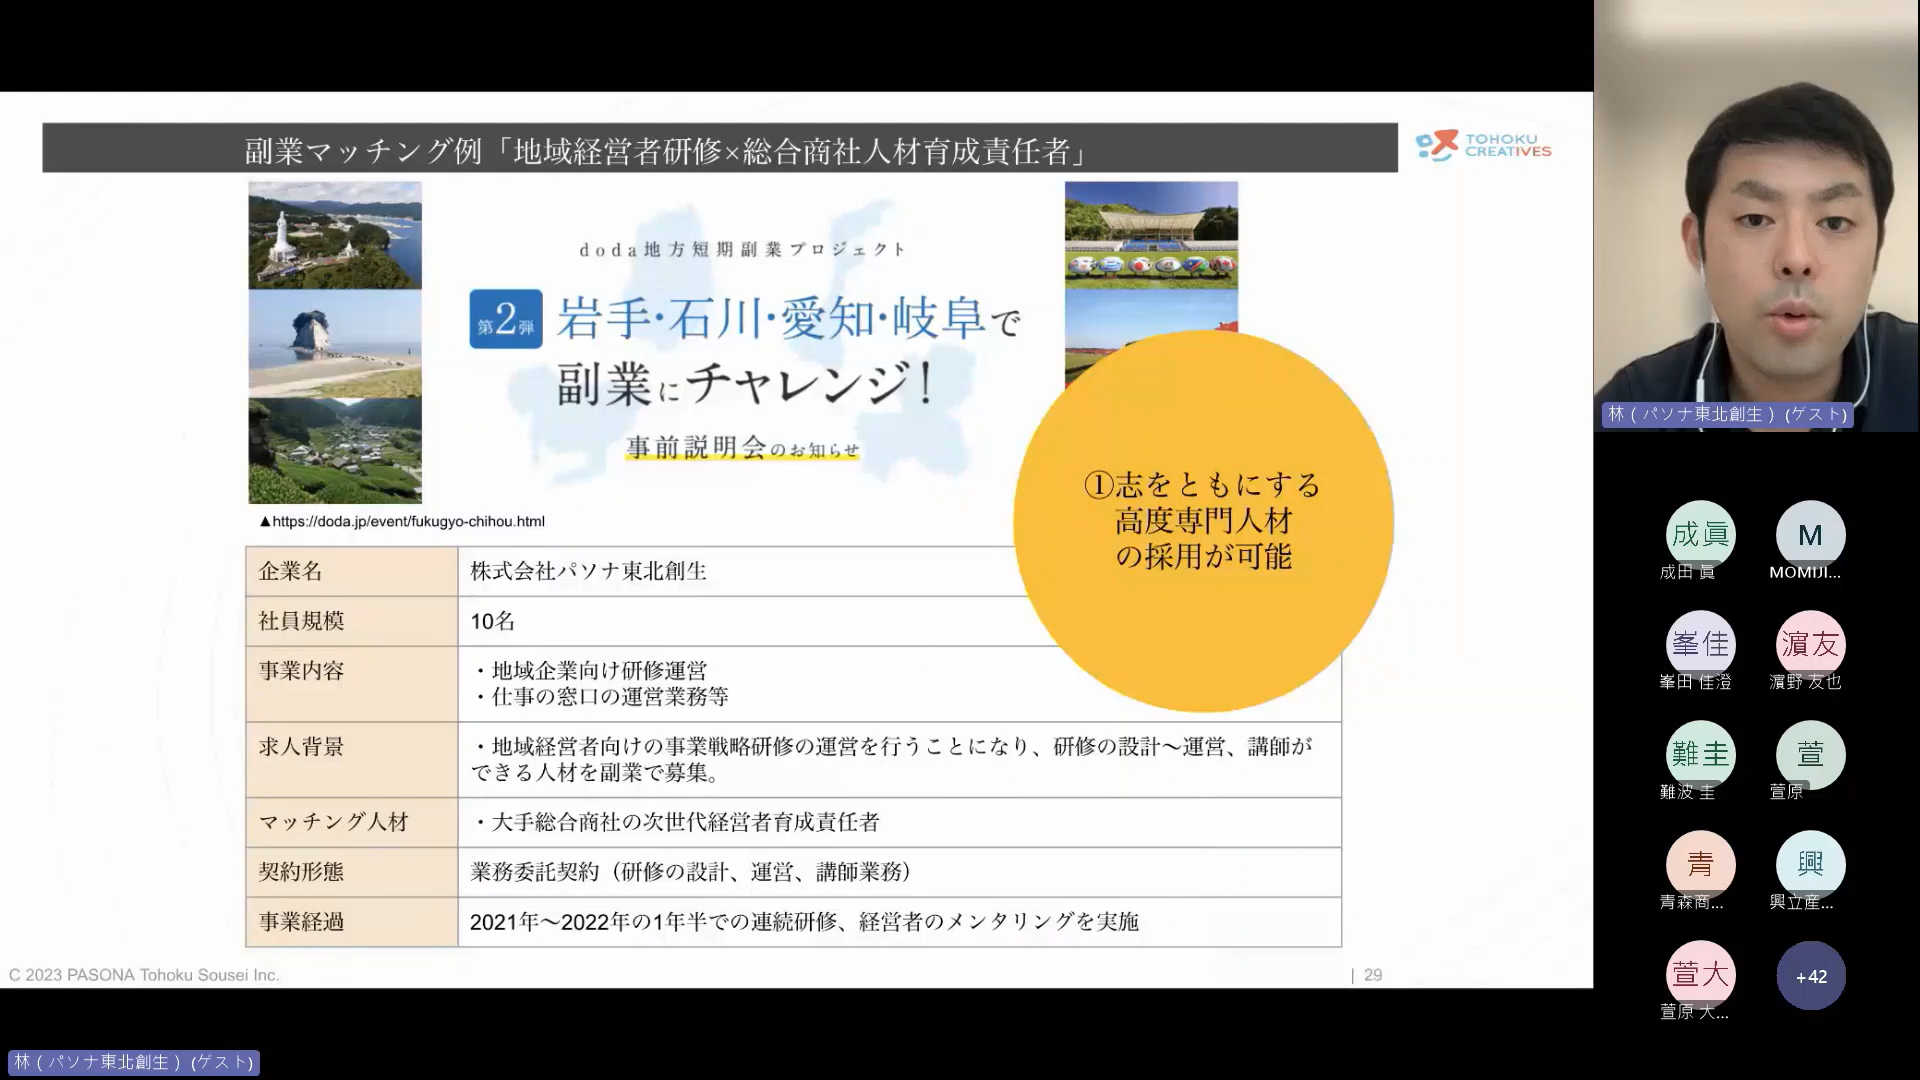 副業マッチング例「地域経営者研修×総合商社人材育成責任者」
TOHOKU
CREATIVES
doda地方短期副業プロジェクト
第2弾 岩手・石川・愛知・岐阜で
副業にチャレンジ！
事前説明会のお知らせ
▲https://doda.jp/event/fukugyo-chihou.html
①志をともにする
高度専門人材
の採用が可能
企業名 株式会社パソナ東北創生
社員規模 10名
事業内容 ・地域企業向け研修運営
・仕事の窓口の運営業務等
求人背景 ・地域経営者向けの事業戦略研修の運営を行うことになり、研修の設計～運営、講師が
できる人材を副業で募集。
マッチング人材 ・大手総合商社の次世代経営者育成責任者
契約形態 業務委託契約（研修の設計、運営、講師業務）
事業経過 2021年～2022年の1年半での連続研修、経営者のメンタリングを実施
C 2023 PASONA Tohoku Sousei Inc.
| 29
林（パソナ東北創生）(ゲスト)
成眞 M
成田 眞 MOMIJI...
峯佳 濵友
峯田 佳澄 濵野 友也
難圭 萱
難波 圭 萱原
青 興
青森商... 興立産...
萱大 +42
萱原 大...
林（パソナ東北創生）(ゲスト)